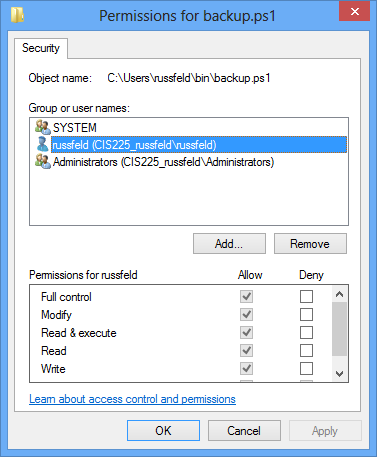 Permissions for backup.ps1
Security
Object name: C:\Users\russfeld\bin\backup.ps1
Group or user names:
SYSTEM
russfeld (CIS225_russfeld\russfeld)
Administrators (CIS225_russfeld\Administrators)
Add... Remove
Permissions for russfeld Allow Deny
Full control
Modify
Read & execute
Read
Write
Learn about access control and permissions
OK Cancel Apply